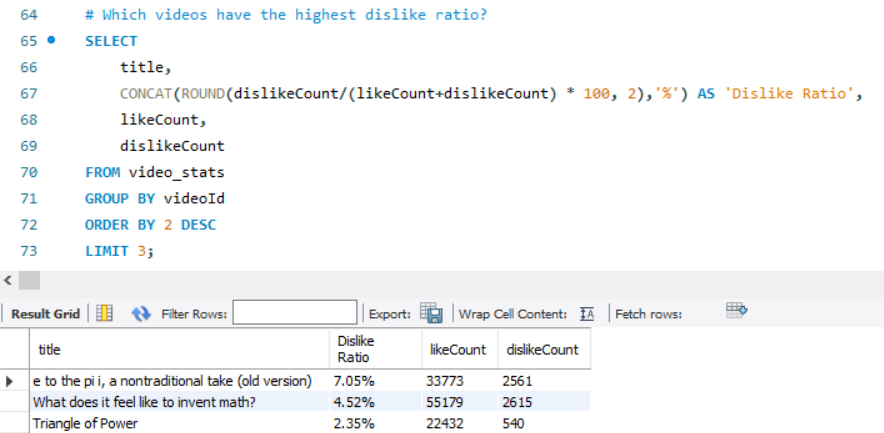 64 # Which videos have the highest dislike ratio?
65 SELECT
66 title,
67 CONCAT(ROUND(dislikeCount/(likeCount+dislikeCount) * 100, 2),'%') AS 'Dislike Ratio',
68 likeCount,
69 dislikeCount
70 FROM video_stats
71 GROUP BY videoId
72 ORDER BY 2 DESC
73 LIMIT 3;
Result Grid Filter Rows: Export: Wrap Cell Content: IA Fetch rows:
title Dislike Ratio likeCount dislikeCount
e to the pi i, a nontraditional take (old version) 7.05% 33773 2561
What does it feel like to invent math? 4.52% 55179 2615
Triangle of Power 2.35% 22432 540